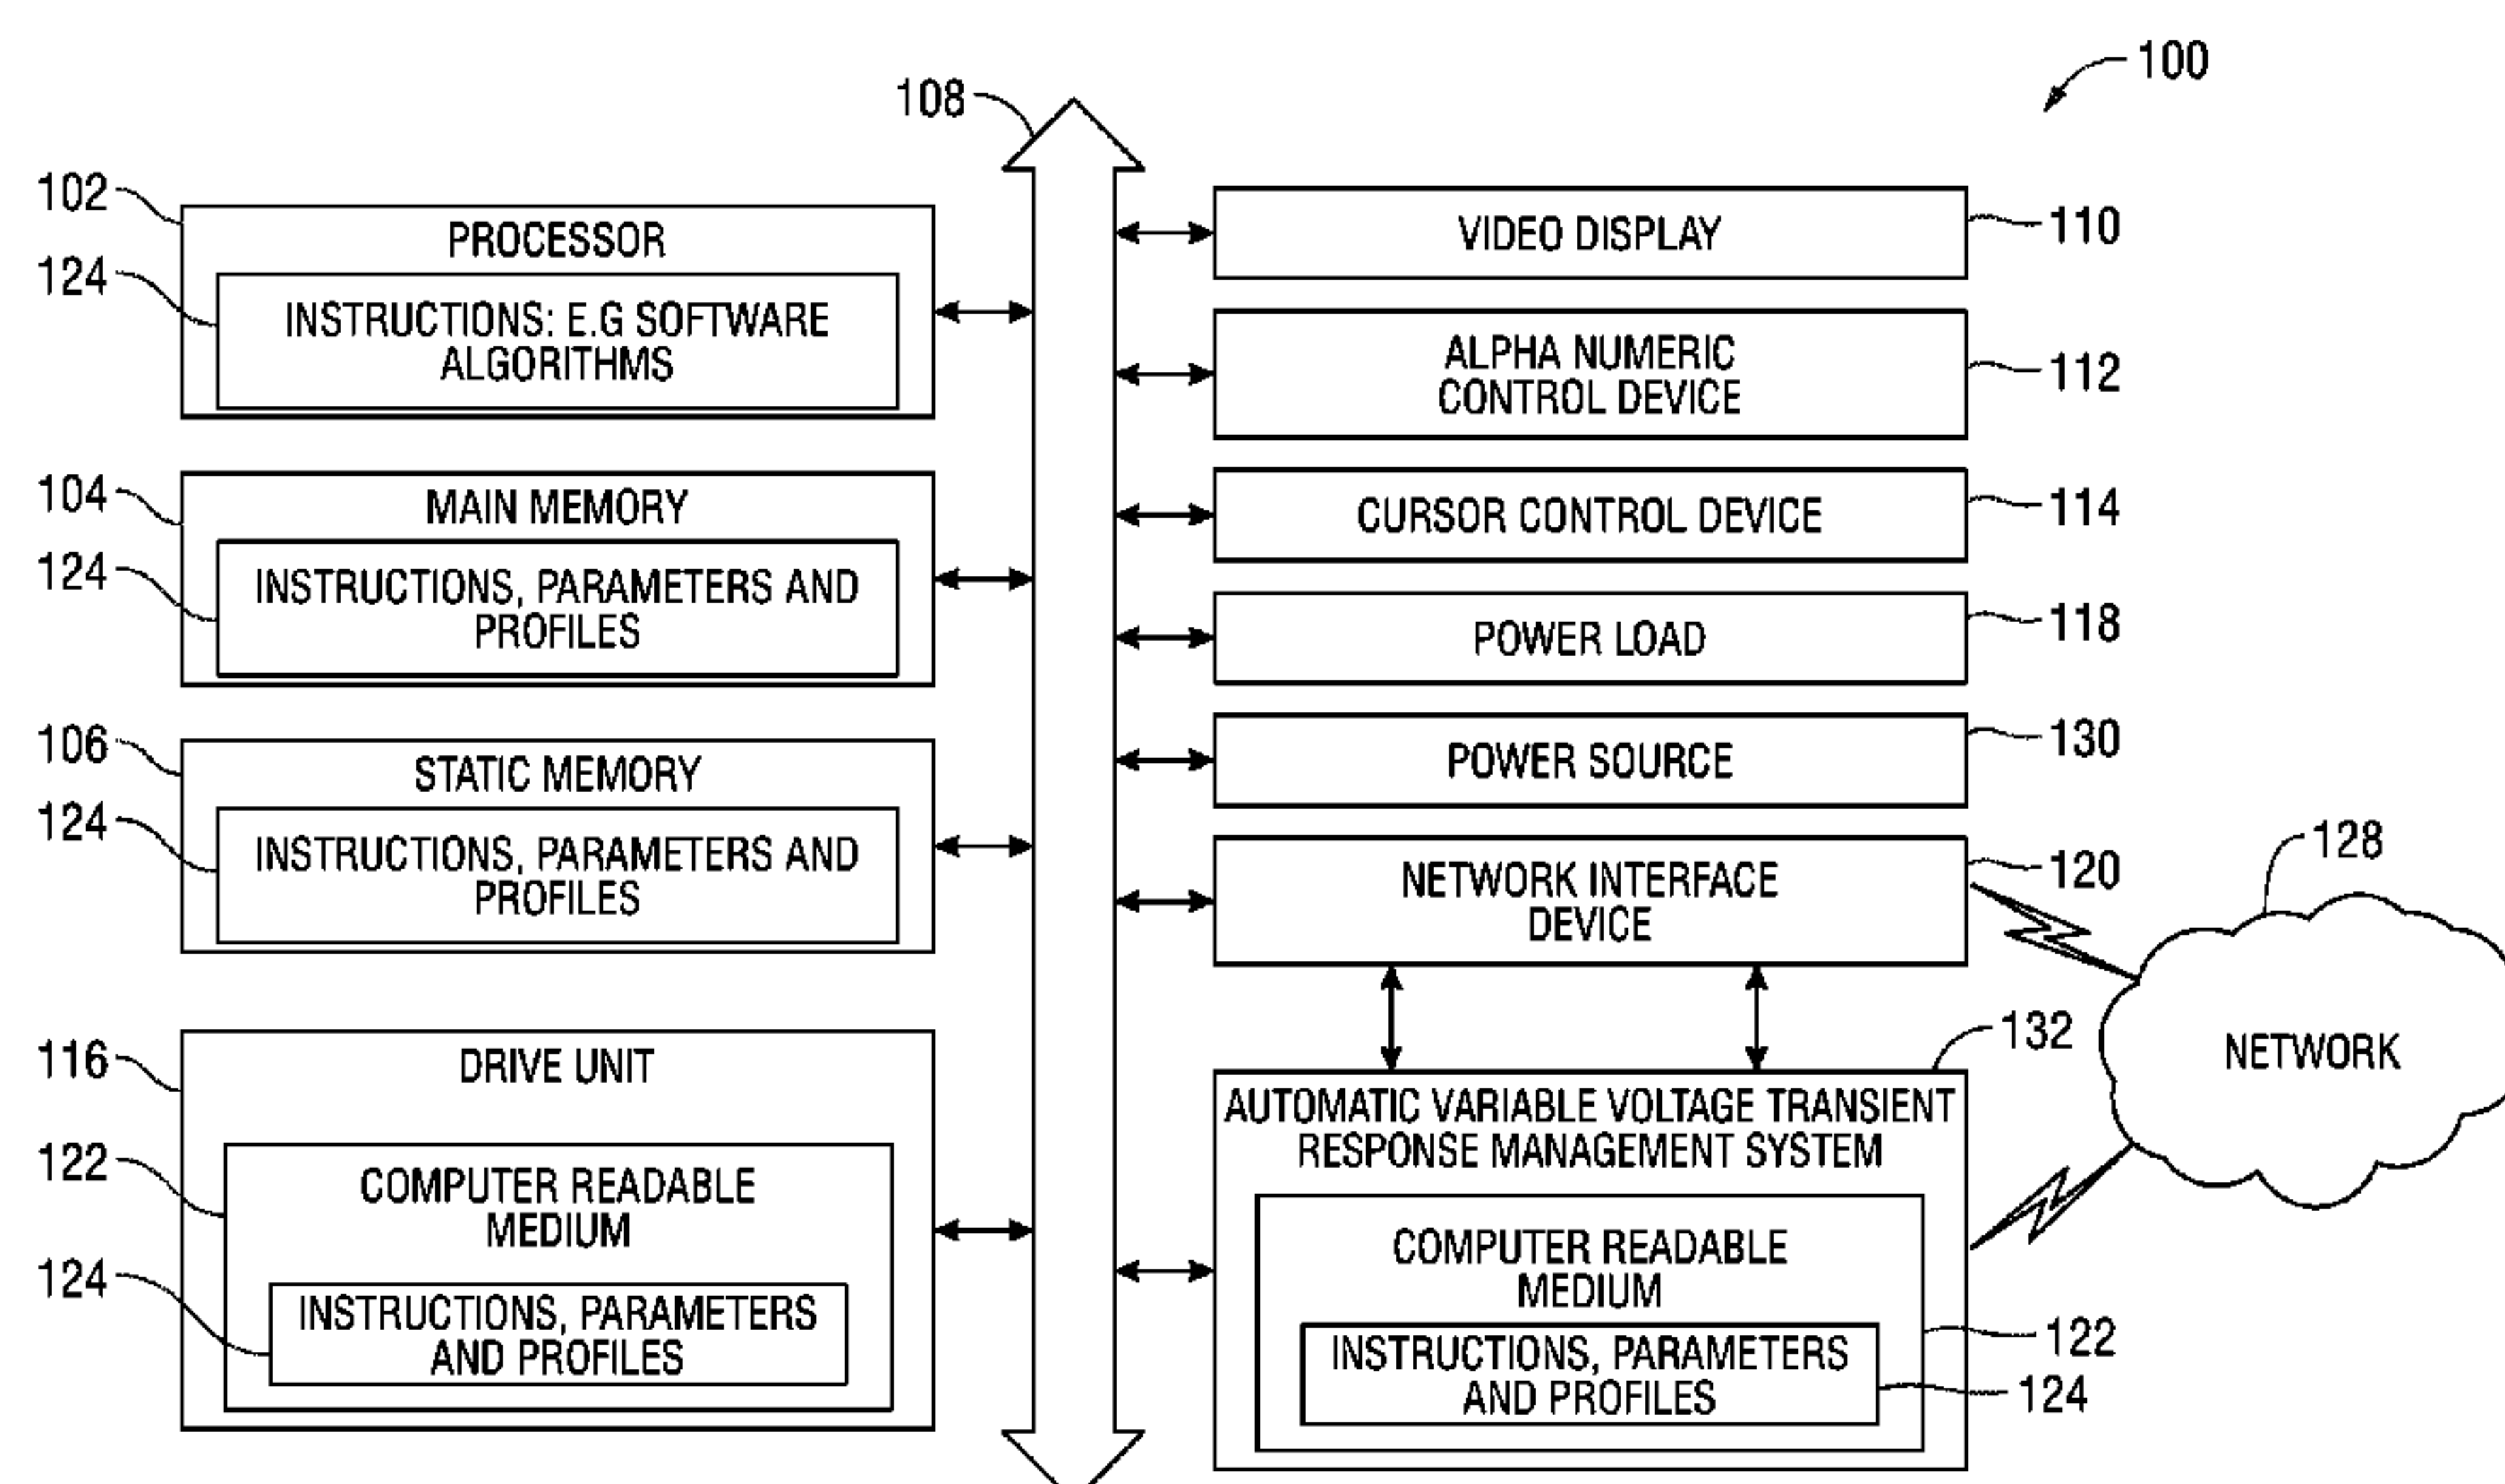 100
108
102
PROCESSOR
124
INSTRUCTIONS: E.G SOFTWARE
ALGORITHMS
104
MAIN MEMORY
124
INSTRUCTIONS, PARAMETERS AND
PROFILES
106
STATIC MEMORY
124
INSTRUCTIONS, PARAMETERS AND
PROFILES
116
DRIVE UNIT
122
COMPUTER READABLE
MEDIUM
124
INSTRUCTIONS, PARAMETERS
AND PROFILES
VIDEO DISPLAY
110
ALPHA NUMERIC
CONTROL DEVICE
112
CURSOR CONTROL DEVICE
114
POWER LOAD
118
POWER SOURCE
130
NETWORK INTERFACE
DEVICE
120
128
NETWORK
132
AUTOMATIC VARIABLE VOLTAGE TRANSIENT
RESPONSE MANAGEMENT SYSTEM
COMPUTER READABLE
MEDIUM
122
INSTRUCTIONS, PARAMETERS
AND PROFILES
124